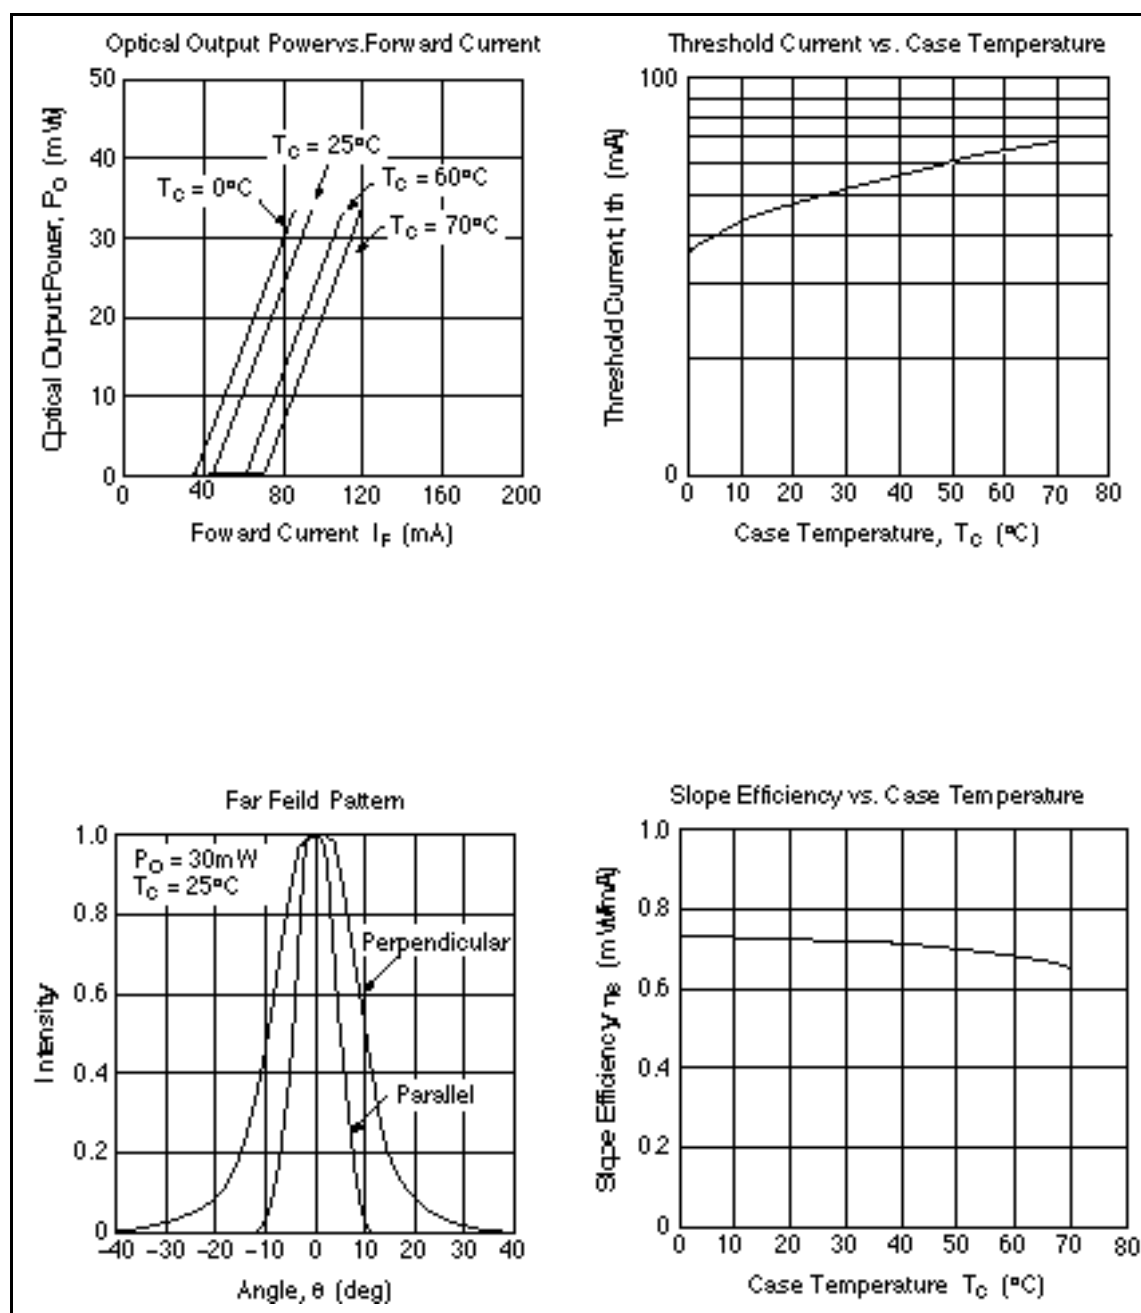 Optical Output Powervs.Forward Current
50
40
30
20
10
0
Optical Output Power, PO (mW)
TC = 25°C
TC = 0°C
TC = 60°C
TC = 70°C
0 40 80 120 160 200
Foward Current IF (mA)
Threshold Current vs. Case Temperature
100
0
Threshold Current, Ith (mA)
0 10 20 30 40 50 60 70 80
Case Temperature, TC (°C)
Far Feild Pattern
1.0
0.8
0.6
0.4
0.2
0
Intensity
PO = 30mW
TC = 25°C
Perpendicular
Parallel
–40 –30 –20 –10 0 10 20 30 40
Angle, θ (deg)
Slope Efficiency vs. Case Temperature
1.0
0.8
0.6
0.4
0.2
0
Slope Efficiency ηs (mW/mA)
0 10 20 30 40 50 60 70 80
Case Temperature TC (°C)